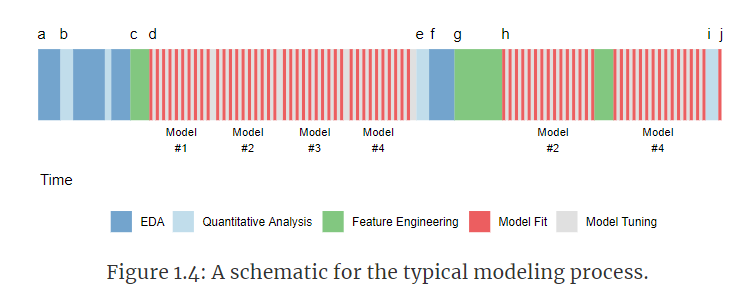 a b c d e f g h i j
Model Model Model Model Model Model
#1 #2 #3 #4 #2 #4
Time
EDA Quantitative Analysis Feature Engineering Model Fit Model Tuning
Figure 1.4: A schematic for the typical modeling process.